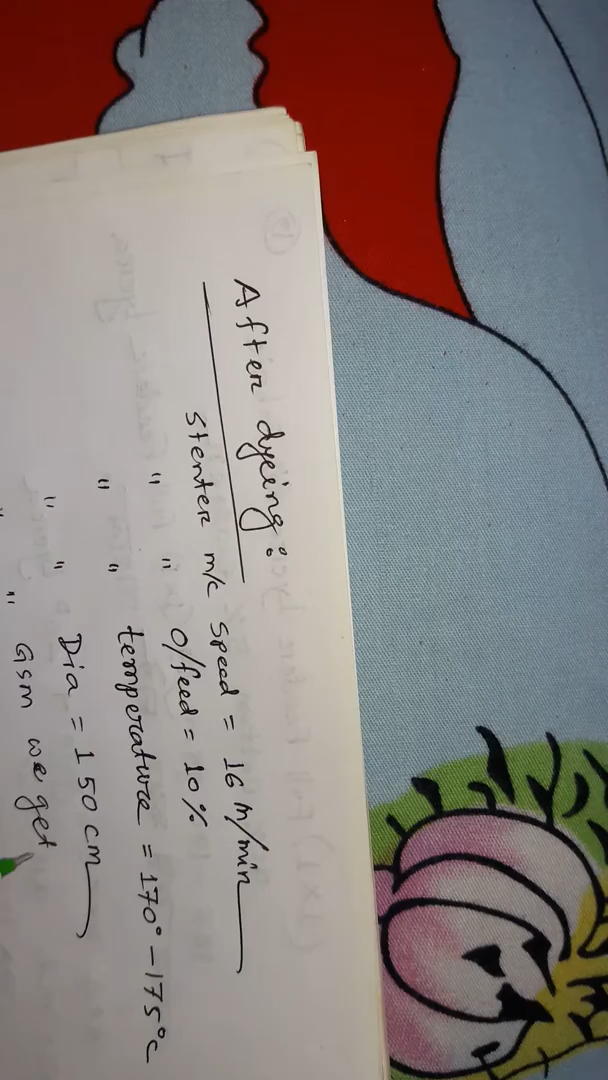 After dyeing:
Stenter m/c speed = 16 m/min
" " O/feed = 10%
" " temperature = 170° - 175°c
" " Dia = 150 cm
" " Gsm we get